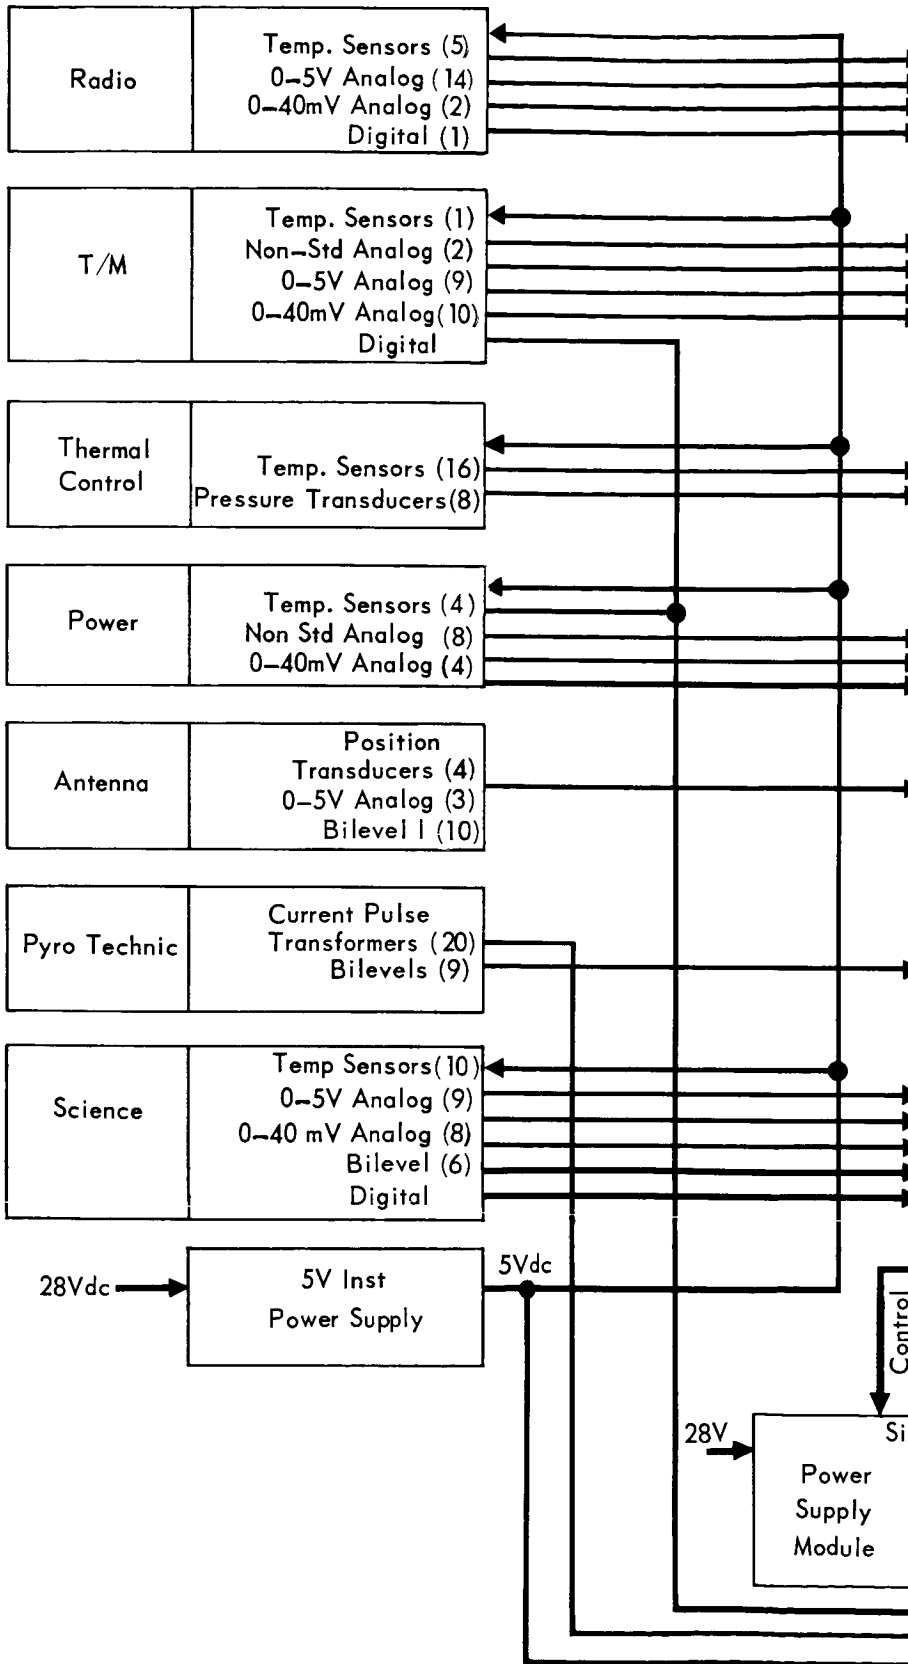 Radio
Temp. Sensors (5)
0–5V Analog (14)
0–40mV Analog (2)
Digital (1)
T/M
Temp. Sensors (1)
Non–Std Analog (2)
0–5V Analog (9)
0–40mV Analog(10)
Digital
Thermal
Control
Temp. Sensors (16)
Pressure Transducers(8)
Power
Temp. Sensors (4)
Non Std Analog (8)
0–40mV Analog (4)
Antenna
Position
Transducers (4)
0–5V Analog (3)
Bilevel I (10)
Pyro Technic
Current Pulse
Transformers (20)
Bilevels (9)
Science
Temp Sensors(10)
0–5V Analog (9)
0–40 mV Analog (8)
Bilevel (6)
Digital
28Vdc
5V Inst
Power Supply
5Vdc
Control
28V
Si
Power
Supply
Module